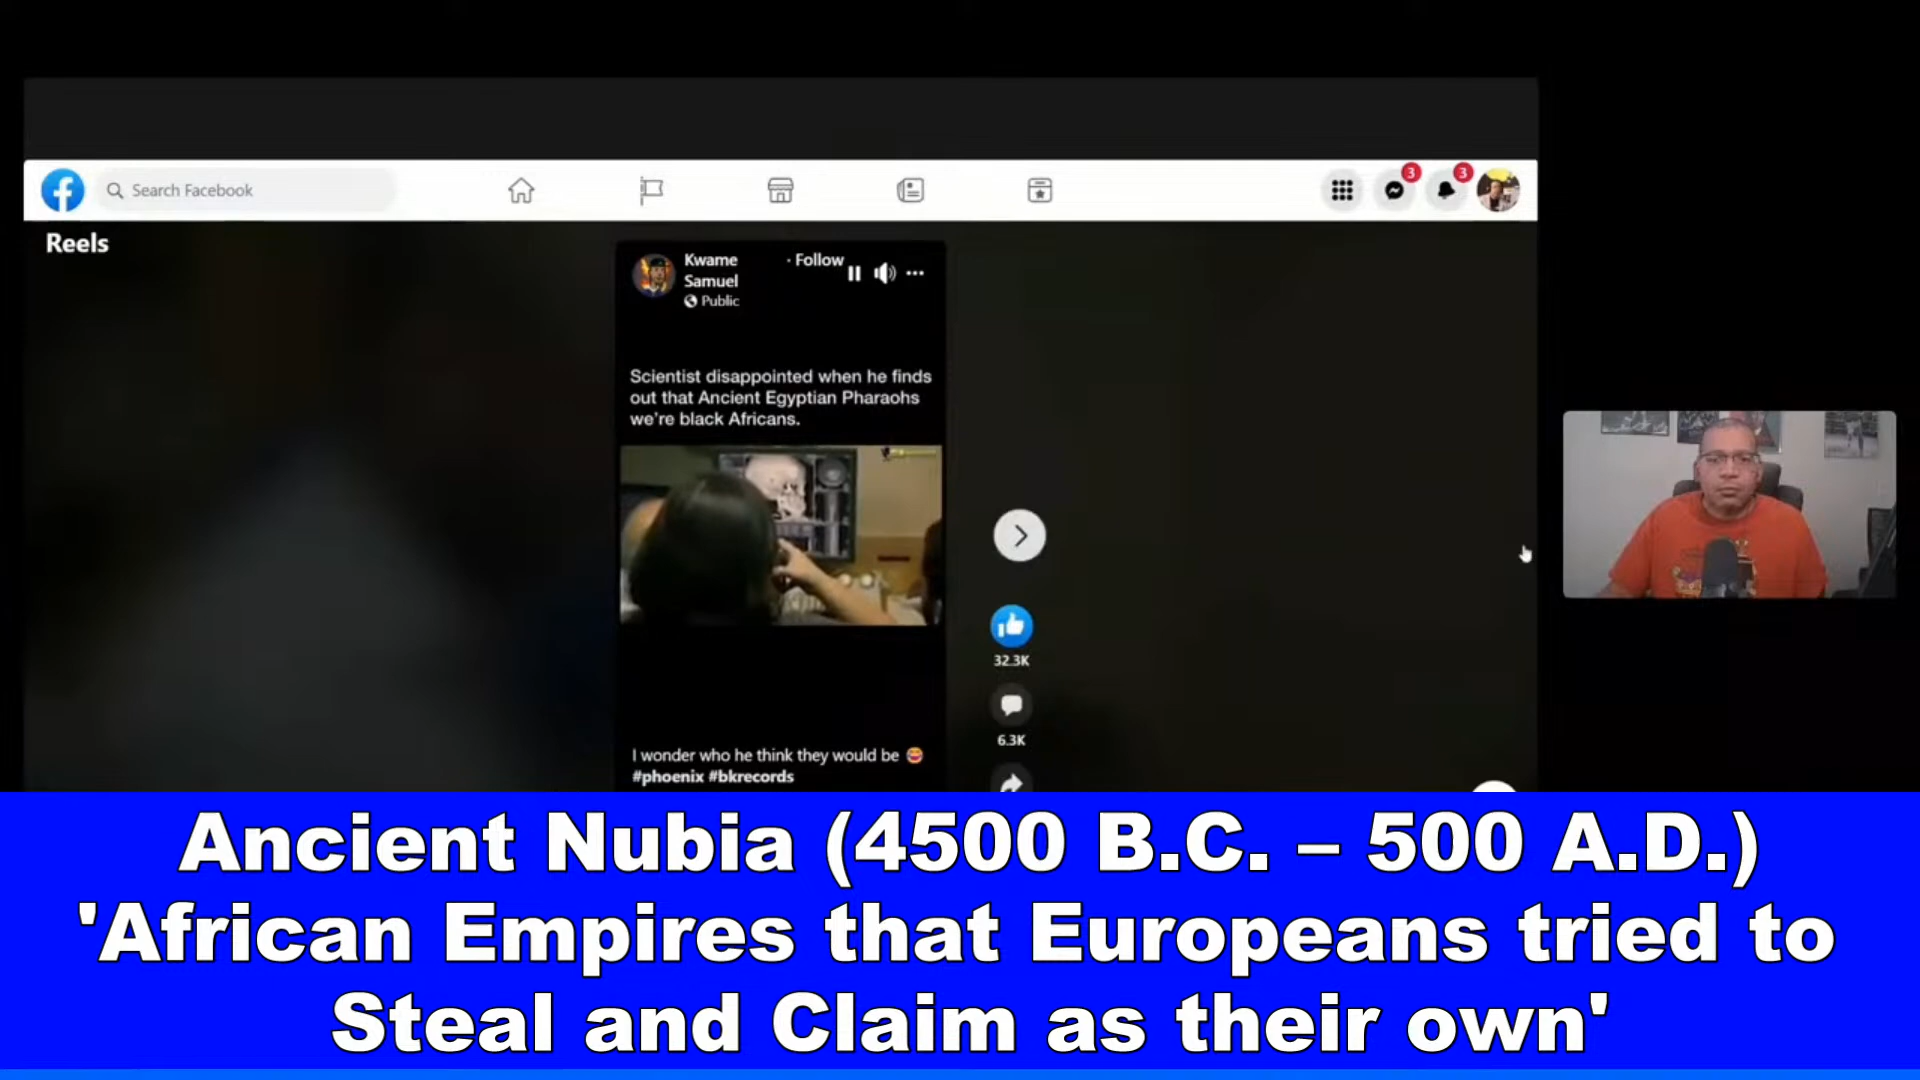 Search Facebook
3
3
Reels
Kwame
Samuel
· Follow
Public
Scientist disappointed when he finds
out that Ancient Egyptian Pharaohs
we're black Africans.
32.3K
6.3K
I wonder who he think they would be 😆
#phoenix #bkrecords
Ancient Nubia (4500 B.C. – 500 A.D.)
'African Empires that Europeans tried to
Steal and Claim as their own'